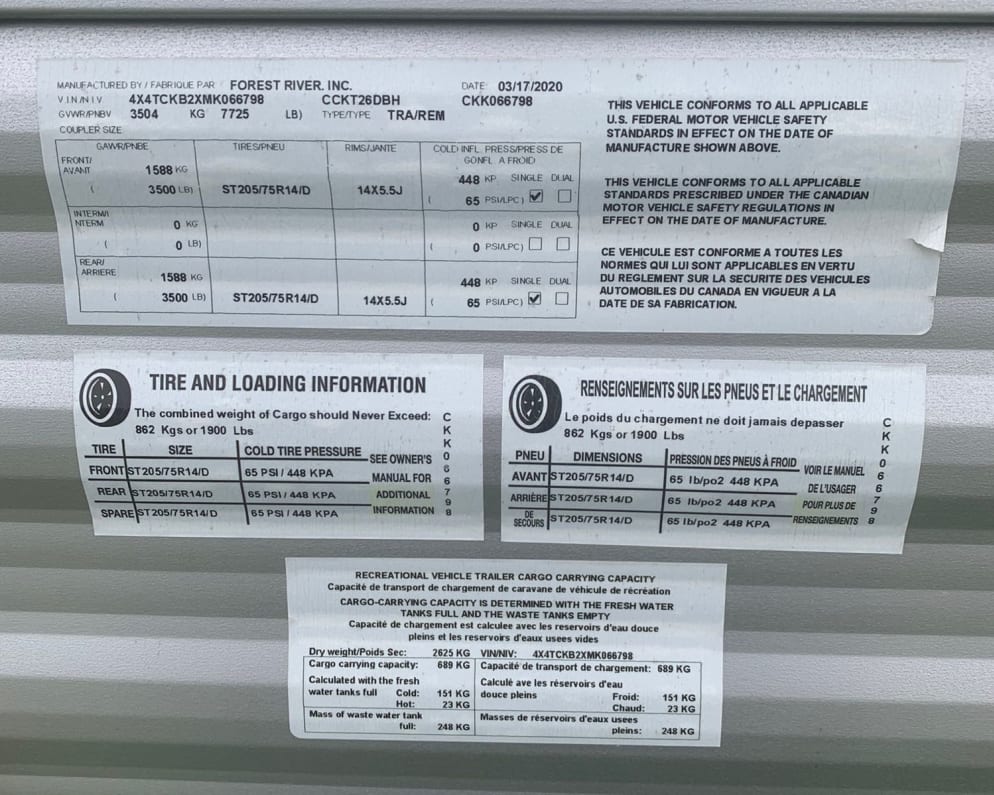 MANUFACTURED BY / FABRIQUE PAR FOREST RIVER. INC. DATE: 03/17/2020
V.I.N./N.I.V 4X4TCKB2XMK066798 CCKT26DBH CKK066798
GVWR/PNBV 3504 KG 7725 LB) TYPE/TYPE TRA/REM
COUPLER SIZE
GAWR/PNBE TIRES/PNEU RIMS/JANTE COLD INFL. PRESS/PRESS DE GONFL. A FROID)
FRONT/ AVANT 1588 KG 448 KP SINGLE DUAL
( 3500 LB) ST205/75R14/D 14X5.5J ( 65 PSI/LPC)
INTERM/I NTERM 0 KG 0 KP SINGLE DUAL
( 0 LB) ( 0 PSI/LPC)
REAR/ ARRIERE 1588 KG 448 KP SINGLE DUAL
( 3500 LB) ST205/75R14/D 14X5.5J ( 65 PSI/LPC)
THIS VEHICLE CONFORMS TO ALL APPLICABLE
U.S. FEDERAL MOTOR VEHICLE SAFETY
STANDARDS IN EFFECT ON THE DATE OF
MANUFACTURE SHOWN ABOVE.
THIS VEHICLE CONFORMS TO ALL APPLICABLE
STANDARDS PRESCRIBED UNDER THE CANADIAN
MOTOR VEHICLE SAFETY REGULATIONS IN
EFFECT ON THE DATE OF MANUFACTURE.
CE VEHICULE EST CONFORME A TOUTES LES
NORMES QUI LUI SONT APPLICABLES EN VERTU
DU REGLEMENT SUR LA SECURITE DES VEHICULES
AUTOMOBILES DU CANADA EN VIGUEUR A LA
DATE DE SA FABRICATION.
TIRE AND LOADING INFORMATION
The combined weight of Cargo should Never Exceed:
862 Kgs or 1900 Lbs
TIRE SIZE COLD TIRE PRESSURE SEE OWNER'S
FRONT ST205/75R14/D 65 PSI / 448 KPA MANUAL FOR
REAR ST205/75R14/D 65 PSI / 448 KPA ADDITIONAL
SPARE ST205/75R14/D 65 PSI / 448 KPA INFORMATION
CKK066798
RENSEIGNEMENTS SUR LES PNEUS ET LE CHARGEMENT
Le poids du chargement ne doit jamais depasser
862 Kgs or 1900 Lbs
PNEU DIMENSIONS PRESSION DES PNEUS À FROID VOIR LE MANUEL
AVANT ST205/75R14/D 65 lb/po2 448 KPA DE L'USAGER
ARRIÈRE ST205/75R14/D 65 lb/po2 448 KPA POUR PLUS DE
DE SECOURS ST205/75R14/D 65 lb/po2 448 KPA RENSEIGNEMENTS
CKK066798
RECREATIONAL VEHICLE TRAILER CARGO CARRYING CAPACITY
Capacité de transport de chargement de caravane de véhicule de récréation
CARGO-CARRYING CAPACITY IS DETERMINED WITH THE FRESH WATER
TANKS FULL AND THE WASTE TANKS EMPTY
Capacité de chargement est calculee avec les reservoirs d'eau douce
pleins et les reservoirs d'eaux usees vides
Dry weight/Poids Sec: 2625 KG VIN/NIV: 4X4TCKB2XMK066798
Cargo carrying capacity: 689 KG Capacité de transport de chargement: 689 KG
Calculated with the fresh Calculé ave les réservoirs d'eau
water tanks full Cold: 151 KG douce pleins Froid: 151 KG
Hot: 23 KG Chaud: 23 KG
Mass of waste water tank Masses de réservoirs d'eaux usees
full: 248 KG pleins: 248 KG